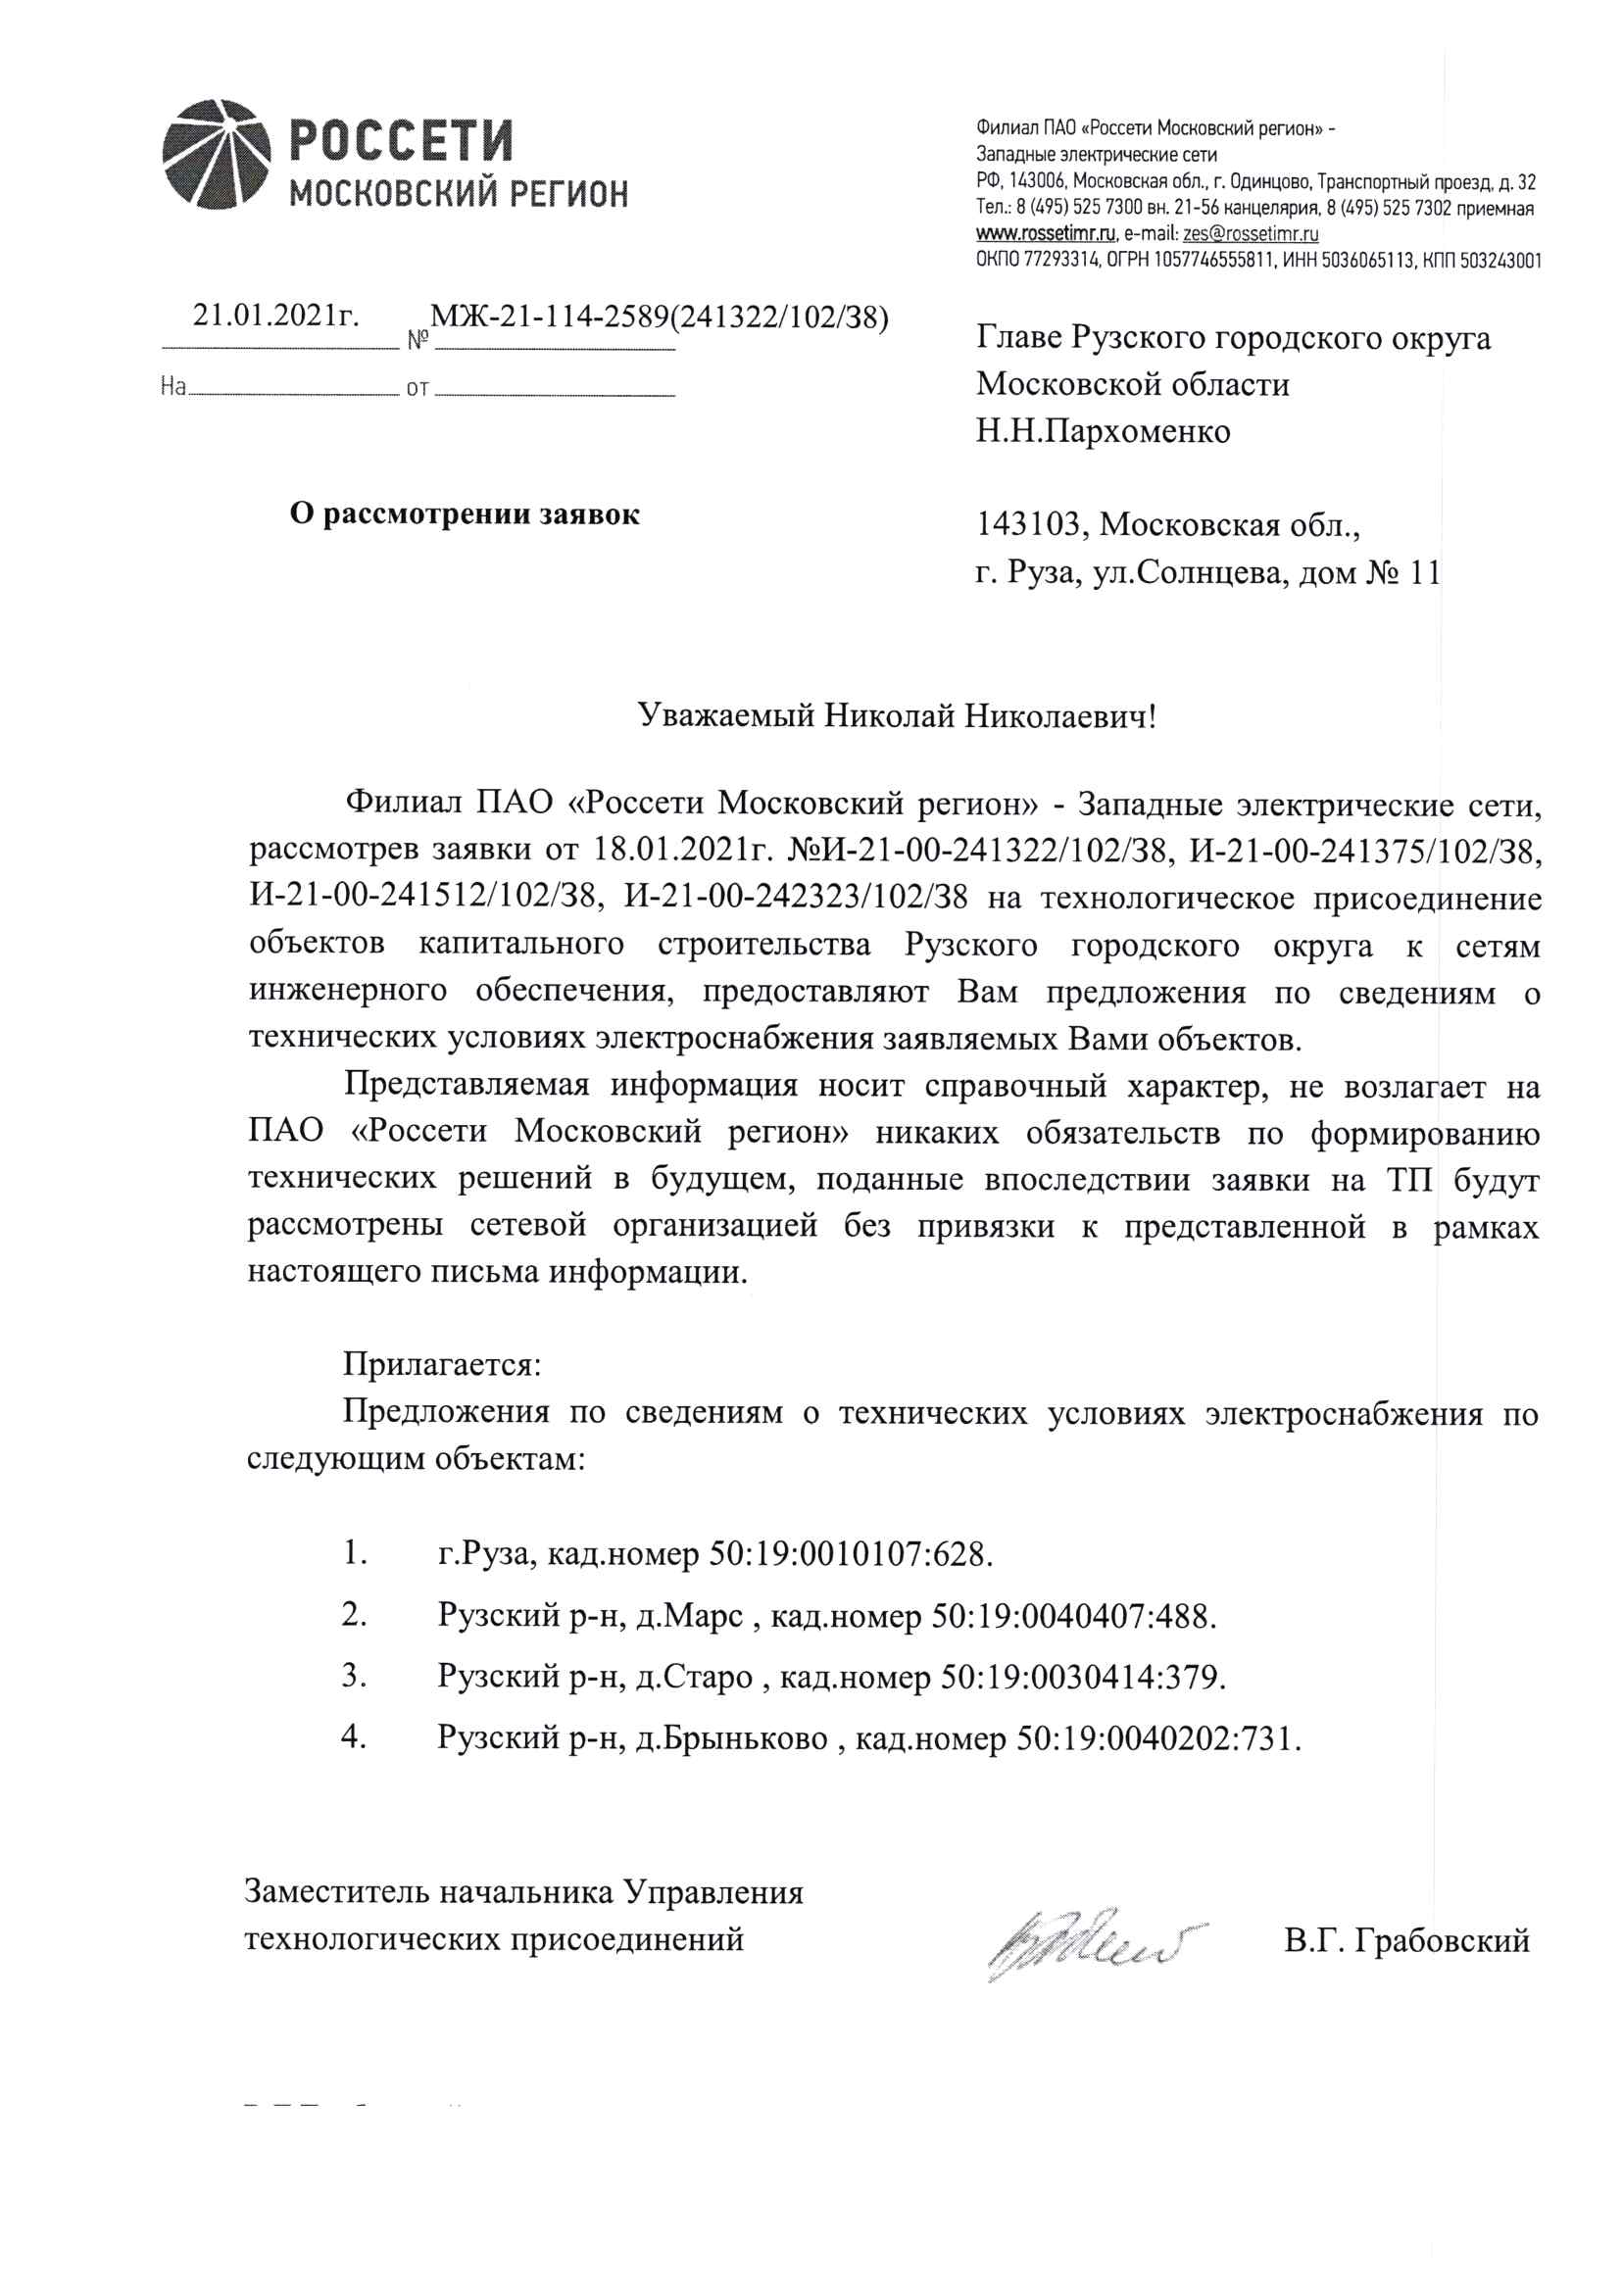 РОССЕТИ
МОСКОВСКИЙ РЕГИОН
Филиал ПАО «Россети Московский регион» -
Западные электрические сети
РФ, 143006, Московская обл., г. Одинцово, Транспортный проезд, д. 32
Тел.: 8 (495) 525 7300 вн. 21-56 канцелярия, 8 (495) 525 7302 приемная
www.rossetimr.ru, e-mail: zes@rossetimr.ru
ОКПО 77293314, ОГРН 1057746555811, ИНН 5036065113, КПП 503243001
21.01.2021г. № МЖ-21-114-2589(241322/102/38)
На от
Главе Рузского городского округа
Московской области
Н.Н.Пархоменко
О рассмотрении заявок
143103, Московская обл.,
г. Руза, ул.Солнцева, дом № 11
Уважаемый Николай Николаевич!
Филиал ПАО «Россети Московский регион» - Западные электрические сети,
рассмотрев заявки от 18.01.2021г. №И-21-00-241322/102/38, И-21-00-241375/102/38,
И-21-00-241512/102/38, И-21-00-242323/102/38 на технологическое присоединение
объектов капитального строительства Рузского городского округа к сетям
инженерного обеспечения, предоставляют Вам предложения по сведениям о
технических условиях электроснабжения заявляемых Вами объектов.
Представляемая информация носит справочный характер, не возлагает на
ПАО «Россети Московский регион» никаких обязательств по формированию
технических решений в будущем, поданные впоследствии заявки на ТП будут
рассмотрены сетевой организацией без привязки к представленной в рамках
настоящего письма информации.
Прилагается:
Предложения по сведениям о технических условиях электроснабжения по
следующим объектам:
1. г.Руза, кад.номер 50:19:0010107:628.
2. Рузский р-н, д.Марс , кад.номер 50:19:0040407:488.
3. Рузский р-н, д.Старо , кад.номер 50:19:0030414:379.
4. Рузский р-н, д.Брыньково , кад.номер 50:19:0040202:731.
Заместитель начальника Управления
технологических присоединений
В.Г. Грабовский